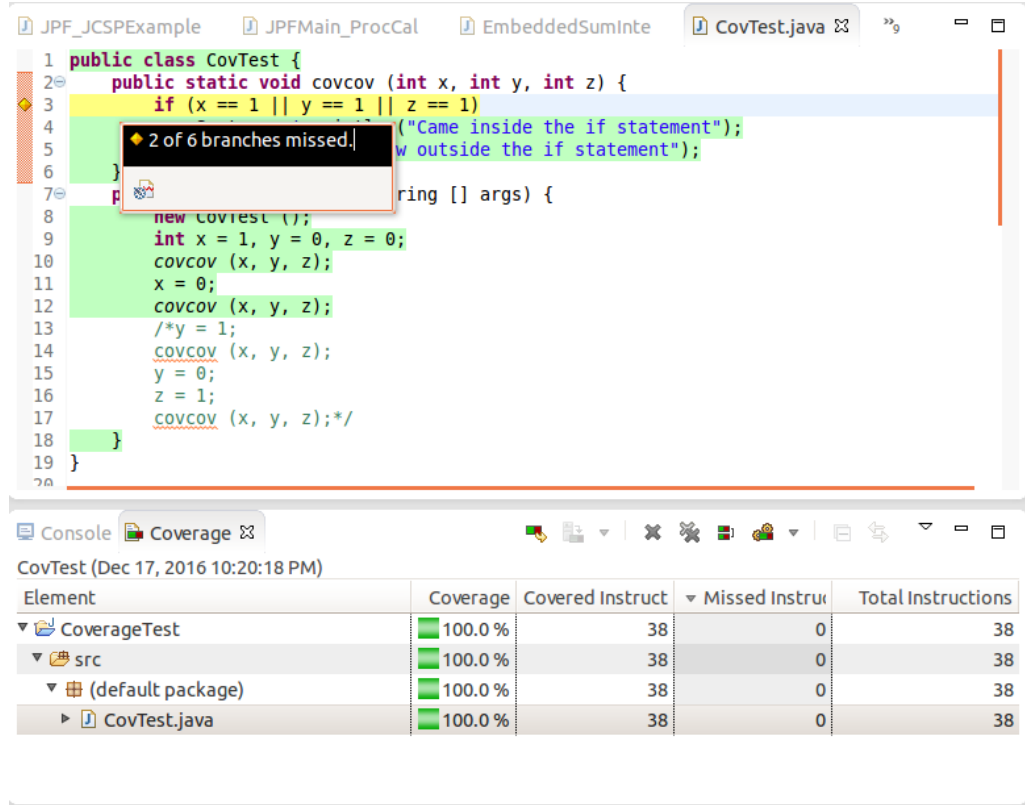 JPF_JCSPExample JPFMain_ProcCal EmbeddedSumInte CovTest.java »9
1 public class CovTest {
2 public static void covcov (int x, int y, int z) {
3 if (x == 1 || y == 1 || z == 1)
4 ("Came inside the if statement");
5 w outside the if statement");
6 }
7 ring [] args) {
8 new CovTest ();
9 int x = 1, y = 0, z = 0;
10 covcov (x, y, z);
11 x = 0;
12 covcov (x, y, z);
13 /*y = 1;
14 covcov (x, y, z);
15 y = 0;
16 z = 1;
17 covcov (x, y, z);*/
18 }
19 }
20
2 of 6 branches missed.
Console Coverage
CovTest (Dec 17, 2016 10:20:18 PM)
Element Coverage Covered Instruct Missed Instru Total Instructions
CoverageTest 100.0 % 38 0 38
src 100.0 % 38 0 38
(default package) 100.0 % 38 0 38
CovTest.java 100.0 % 38 0 38